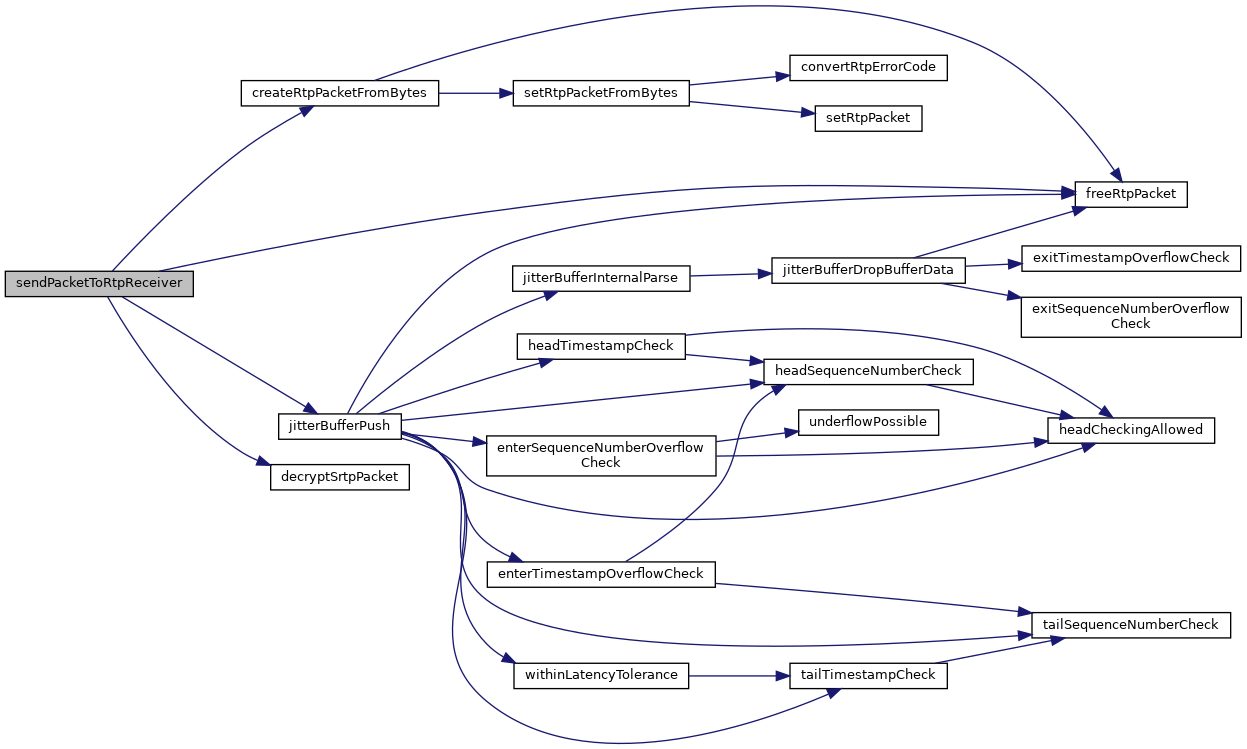 sendPacketToRtpReceiver
createRtpPacketFromBytes
setRtpPacketFromBytes
convertRtpErrorCode
setRtpPacket
freeRtpPacket
jitterBufferPush
jitterBufferInternalParse
jitterBufferDropBufferData
exitTimestampOverflowCheck
exitSequenceNumberOverflow
Check
headTimestampCheck
headSequenceNumberCheck
headCheckingAllowed
enterSequenceNumberOverflow
Check
underflowPossible
decryptSrtpPacket
enterTimestampOverflowCheck
tailSequenceNumberCheck
withinLatencyTolerance
tailTimestampCheck